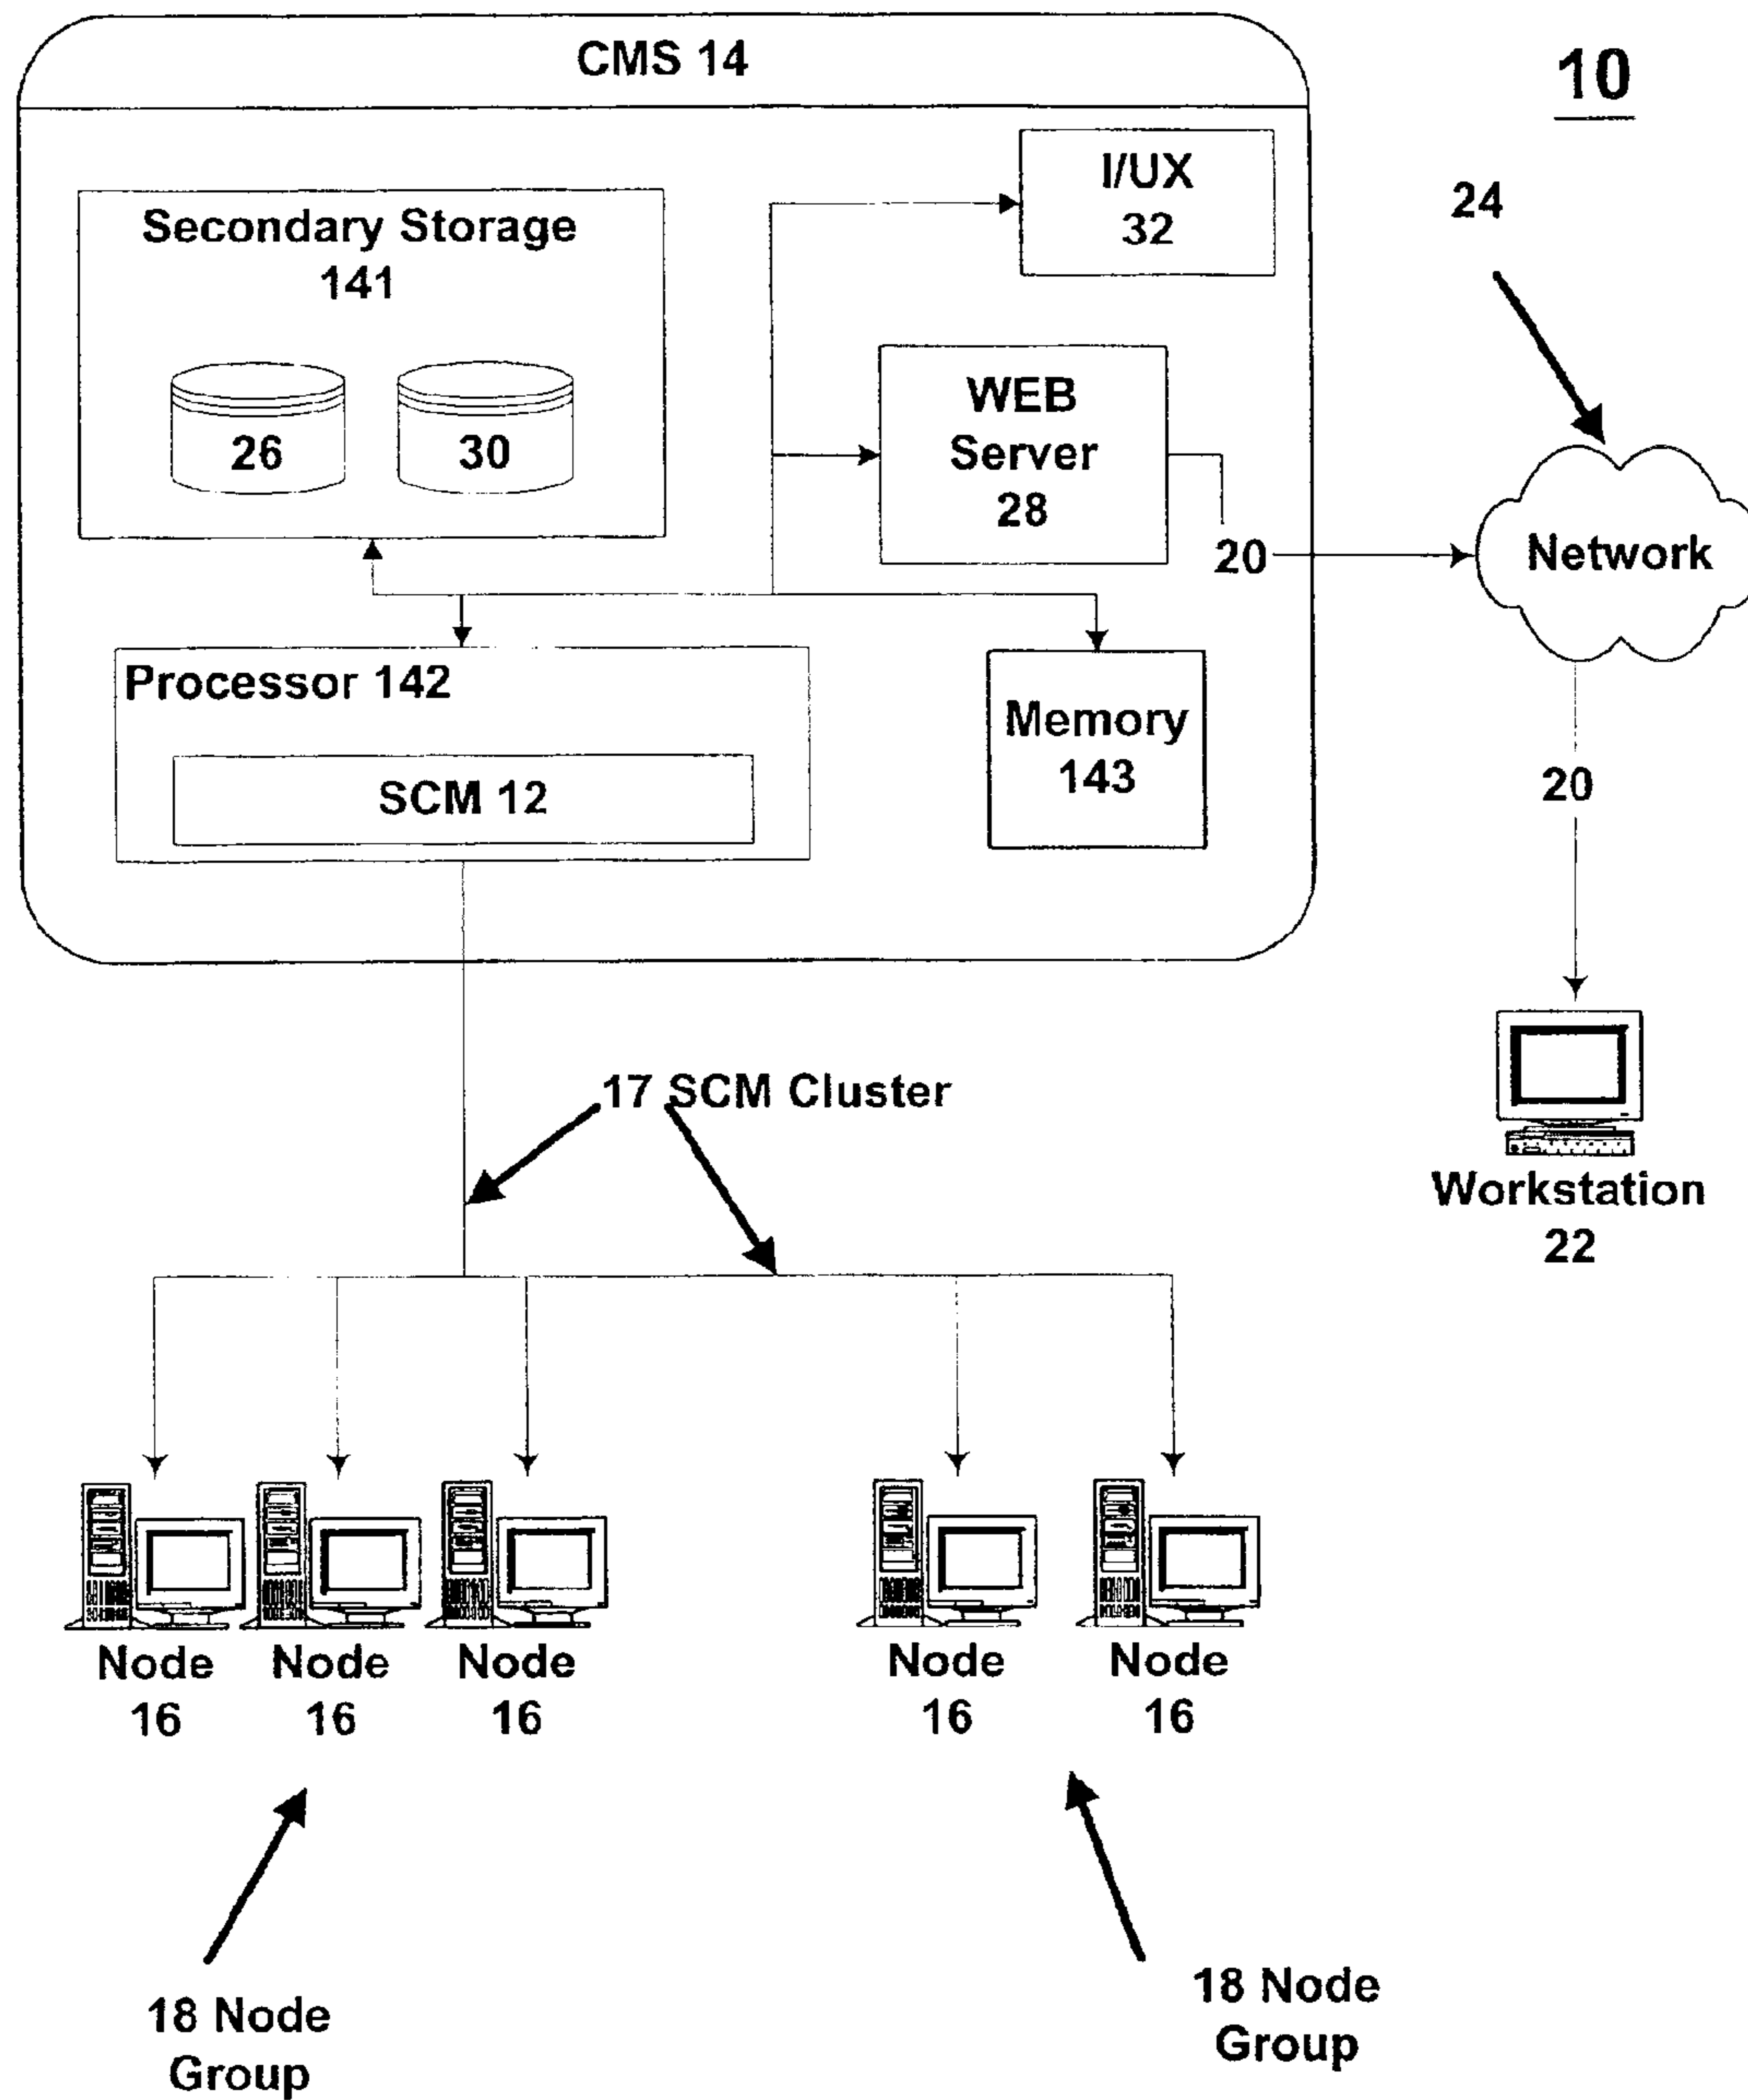 CMS 14
10
I/UX
32
24
Secondary Storage
141
WEB
Server
28
26
30
20
Network
Processor 142
Memory
143
SCM 12
20
17 SCM Cluster
Workstation
22
Node
16
Node
16
Node
16
Node
16
Node
16
18 Node
Group
18 Node
Group